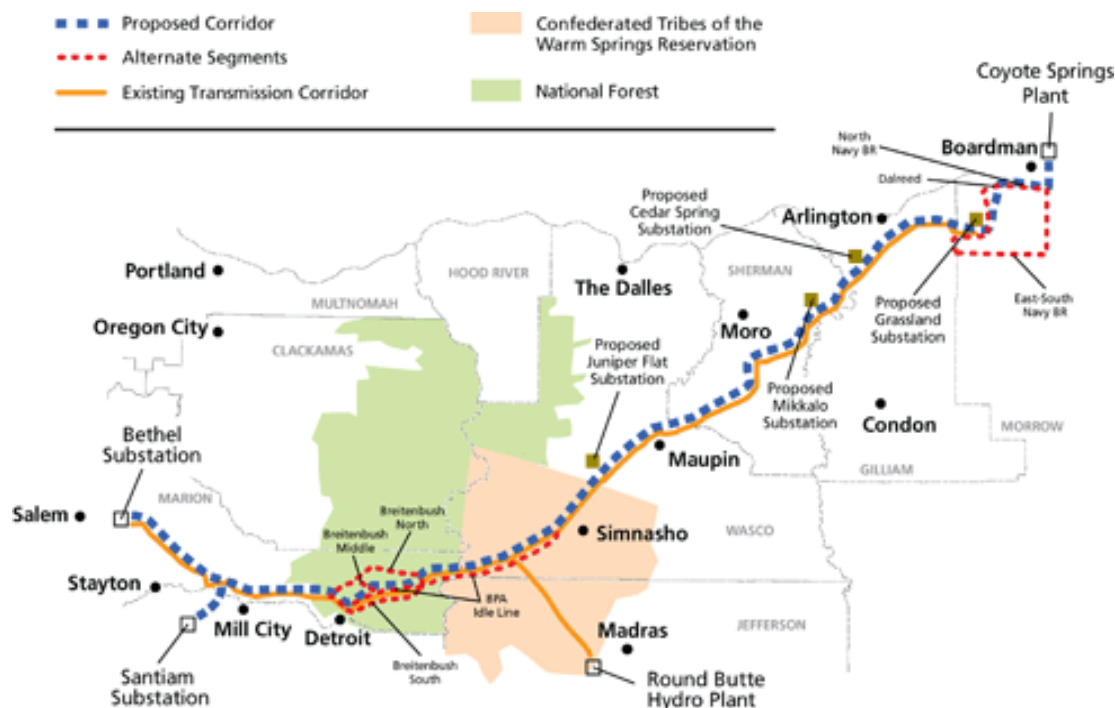 Proposed Corridor
Alternate Segments
Existing Transmission Corridor
Confederated Tribes of the
Warm Springs Reservation
National Forest
Coyote Springs
Plant
North
Navy BR
Boardman
Dalreed
Proposed
Cedar Spring
Substation
Arlington
Portland
HOOD RIVER
The Dalles
SHERMAN
MULTNOMAH
East-South
Navy BR
Oregon City
Moro
Proposed
Grassland
Substation
CLACKAMAS
Proposed
Juniper Flat
Substation
Proposed
Mikkalo
Substation
Condon
MORROW
Bethel
Substation
Maupin
GILLIAM
MARION
Salem
Breitenbush
North
Breitenbush
Middle
Simnasho
WASCO
Stayton
BPA
Idle Line
Mill City
Detroit
Madras
JEFFERSON
Breitenbush
South
Santiam
Substation
Round Butte
Hydro Plant